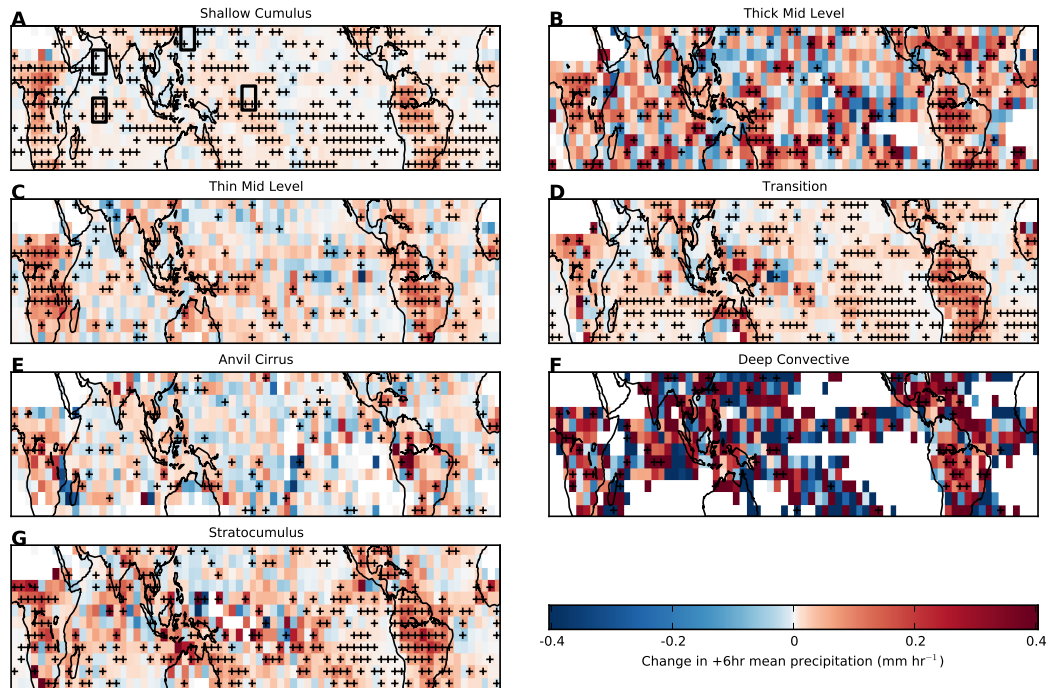 A
Shallow Cumulus
B
Thick Mid Level
C
Thin Mid Level
D
Transition
E
Anvil Cirrus
F
Deep Convective
G
Stratocumulus
-0.4 -0.2 0 0.2 0.4
Change in +6hr mean precipitation (mm hr⁻¹)